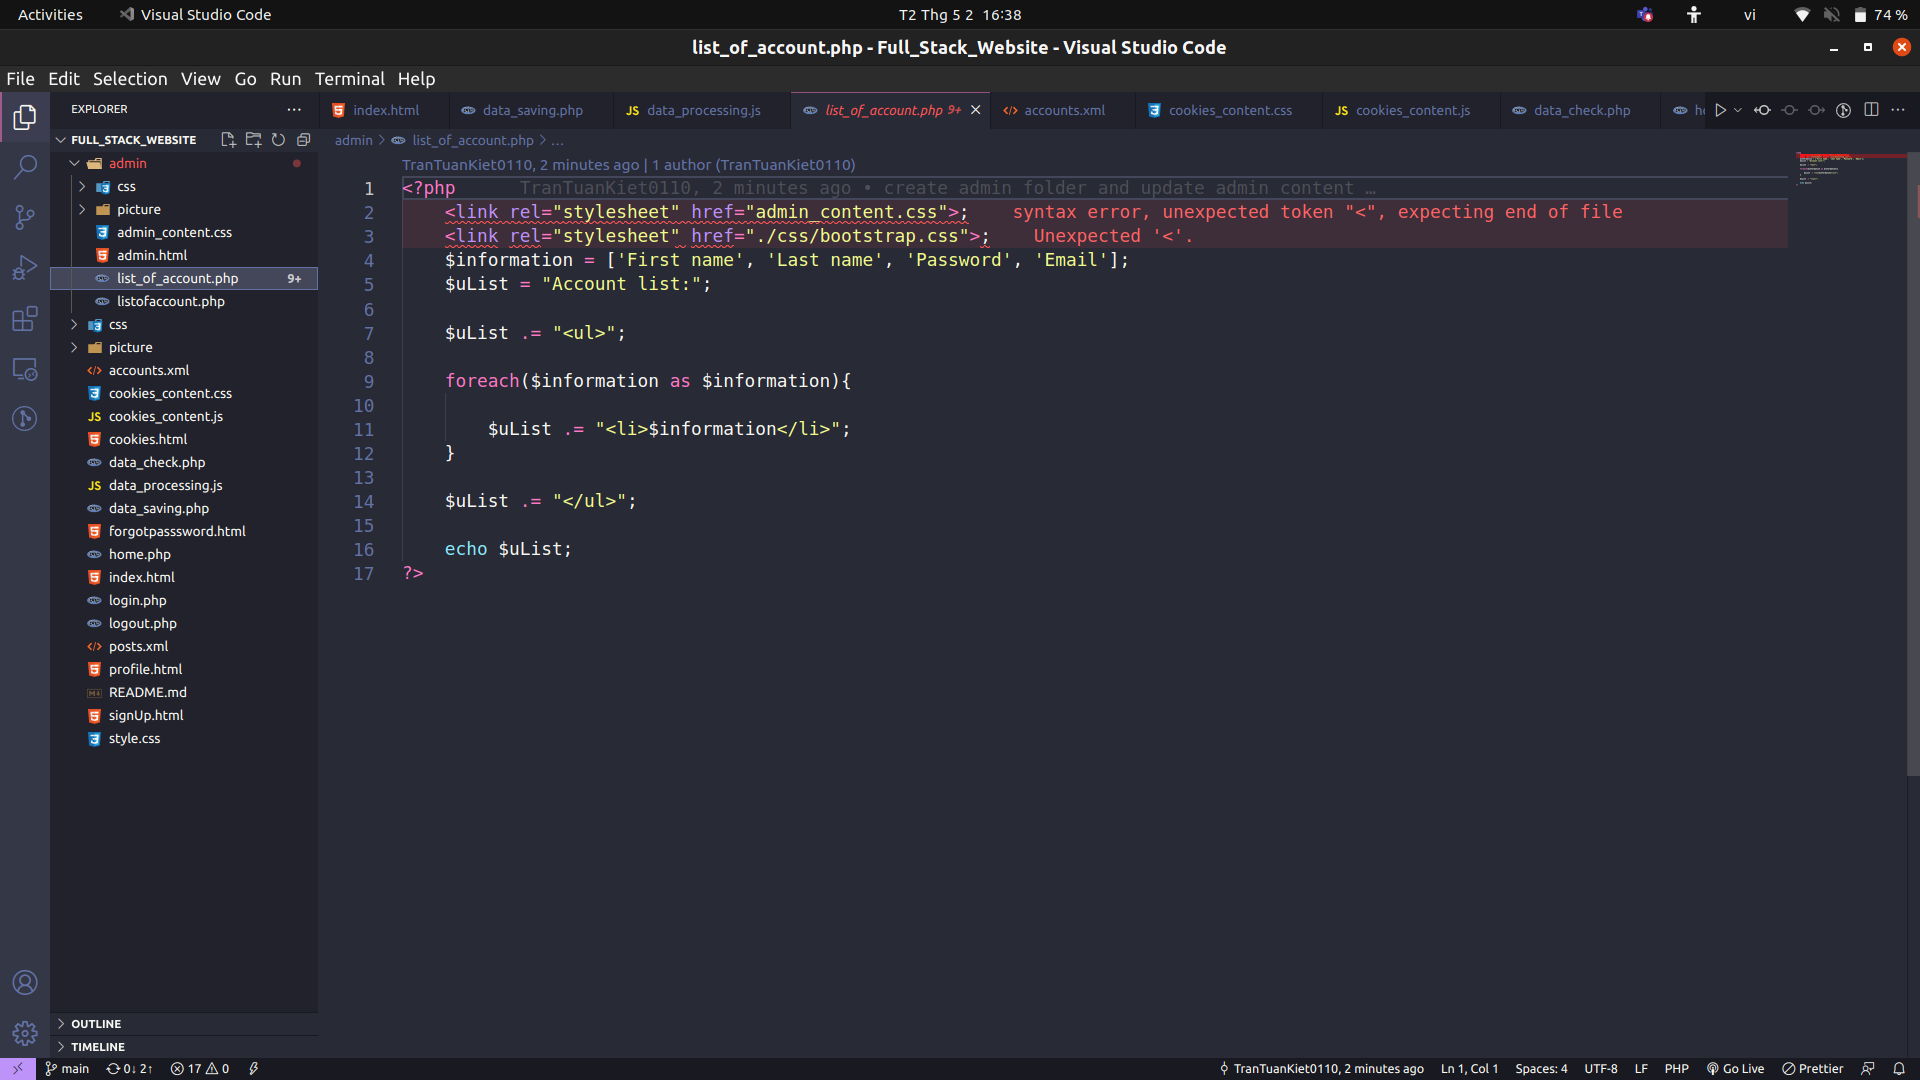 Activities
Visual Studio Code
T2 Thg 5 2 16:38
vi
74 %
list_of_account.php - Full_Stack_Website - Visual Studio Code
File Edit Selection View Go Run Terminal Help
EXPLORER
index.html
data_saving.php
JS data_processing.js
list_of_account.php 9+
accounts.xml
cookies_content.css
JS cookies_content.js
data_check.php
FULL_STACK_WEBSITE
admin > list_of_account.php > ...
admin
css
picture
admin_content.css
admin.html
list_of_account.php 9+
listofaccount.php
css
picture
accounts.xml
cookies_content.css
JS cookies_content.js
cookies.html
data_check.php
JS data_processing.js
data_saving.php
forgotpasssword.html
home.php
index.html
login.php
logout.php
posts.xml
profile.html
README.md
signUp.html
style.css
OUTLINE
TIMELINE
TranTuanKiet0110, 2 minutes ago | 1 author (TranTuanKiet0110)
1 <?php TranTuanKiet0110, 2 minutes ago • create admin folder and update admin content …
2 <link rel="stylesheet" href="admin_content.css">; syntax error, unexpected token "<", expecting end of file
3 <link rel="stylesheet" href="./css/bootstrap.css">; Unexpected '<'.
4 $information = ['First name', 'Last name', 'Password', 'Email'];
5 $uList = "Account list:";
6
7 $uList .= "<ul>";
8
9 foreach($information as $information){
10
11 $uList .= "<li>$information</li>";
12 }
13
14 $uList .= "</ul>";
15
16 echo $uList;
17 ?>
main 0↓ 2↑ 17 0
TranTuanKiet0110, 2 minutes ago Ln 1, Col 1 Spaces: 4 UTF-8 LF PHP Go Live Prettier